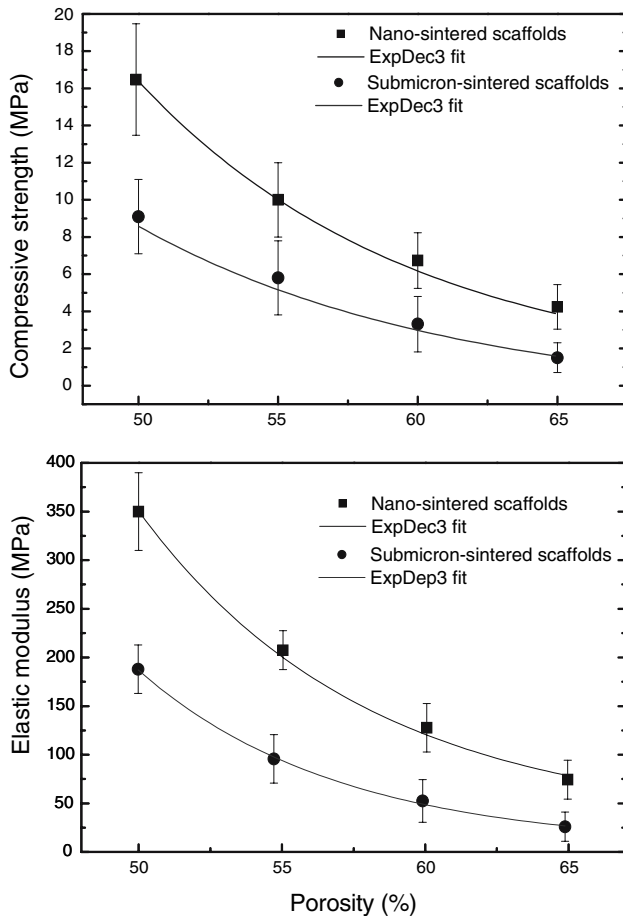 20
18
16
14
12
10
8
6
4
2
0
Compressive strength (MPa)
Nano-sintered scaffolds
ExpDec3 fit
Submicron-sintered scaffolds
ExpDec3 fit
50 55 60 65
400
350
300
250
200
150
100
50
0
Elastic modulus (MPa)
Nano-sintered scaffolds
ExpDec3 fit
Submicron-sintered scaffolds
ExpDep3 fit
50 55 60 65
Porosity (%)